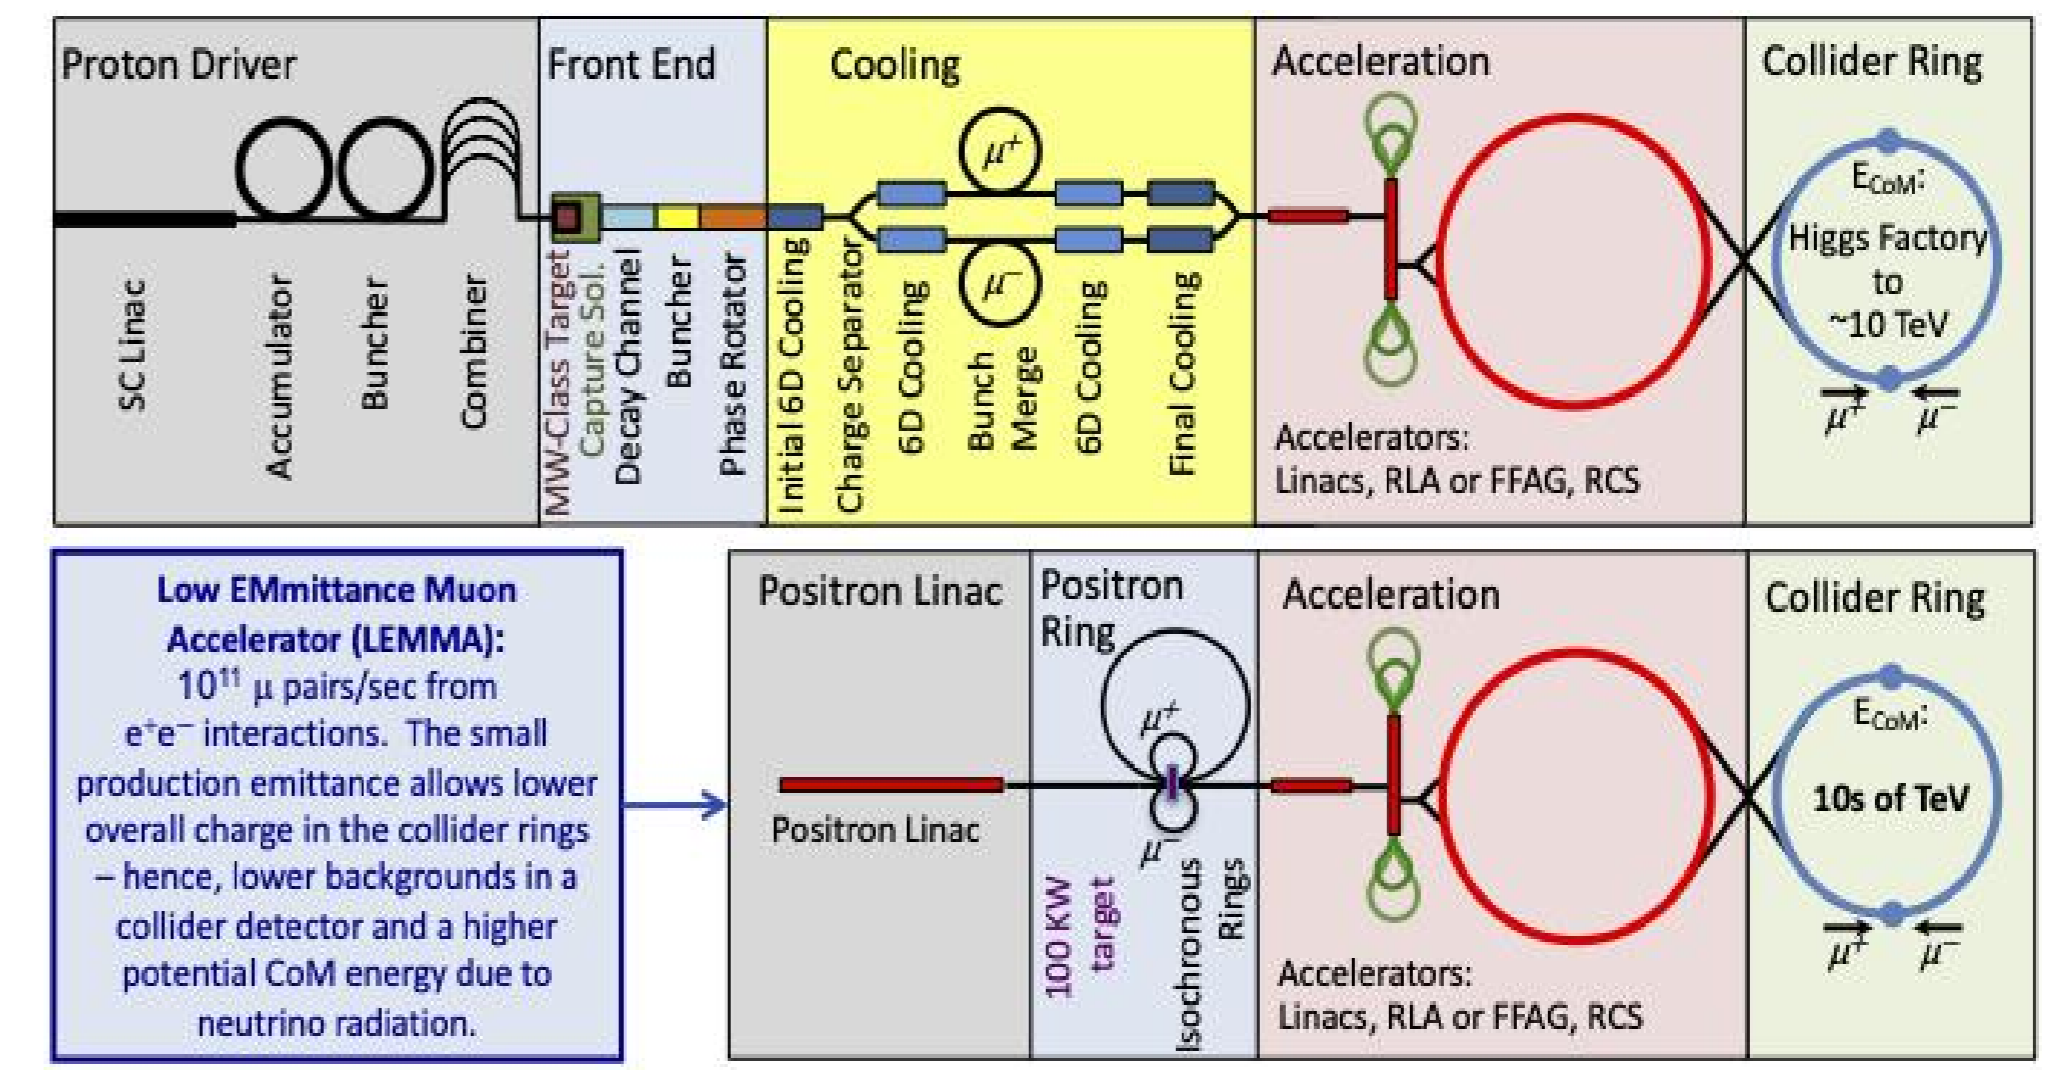 Proton Driver
Front End
Cooling
Acceleration
Collider Ring
SC Linac
Accumulator
Buncher
Combiner
MW-Class Target
Capture Sol.
Decay Channel
Buncher
Phase Rotator
Initial 6D Cooling
Charge Separator
6D Cooling
μ+
μ−
Bunch
Merge
6D Cooling
Final Cooling
Accelerators:
Linacs, RLA or FFAG, RCS
ECoM:
Higgs Factory
to
~10 TeV
μ+ μ−
Low EMmittance Muon
Accelerator (LEMMA):
10¹¹ μ pairs/sec from
e⁺e⁻ interactions. The small
production emittance allows lower
overall charge in the collider rings
– hence, lower backgrounds in a
collider detector and a higher
potential CoM energy due to
neutrino radiation.
Positron Linac
Positron
Ring
Acceleration
Collider Ring
Positron Linac
μ+
μ−
100 KW
target
Isochronous
Rings
Accelerators:
Linacs, RLA or FFAG, RCS
ECoM:
10s of TeV
μ+ μ−